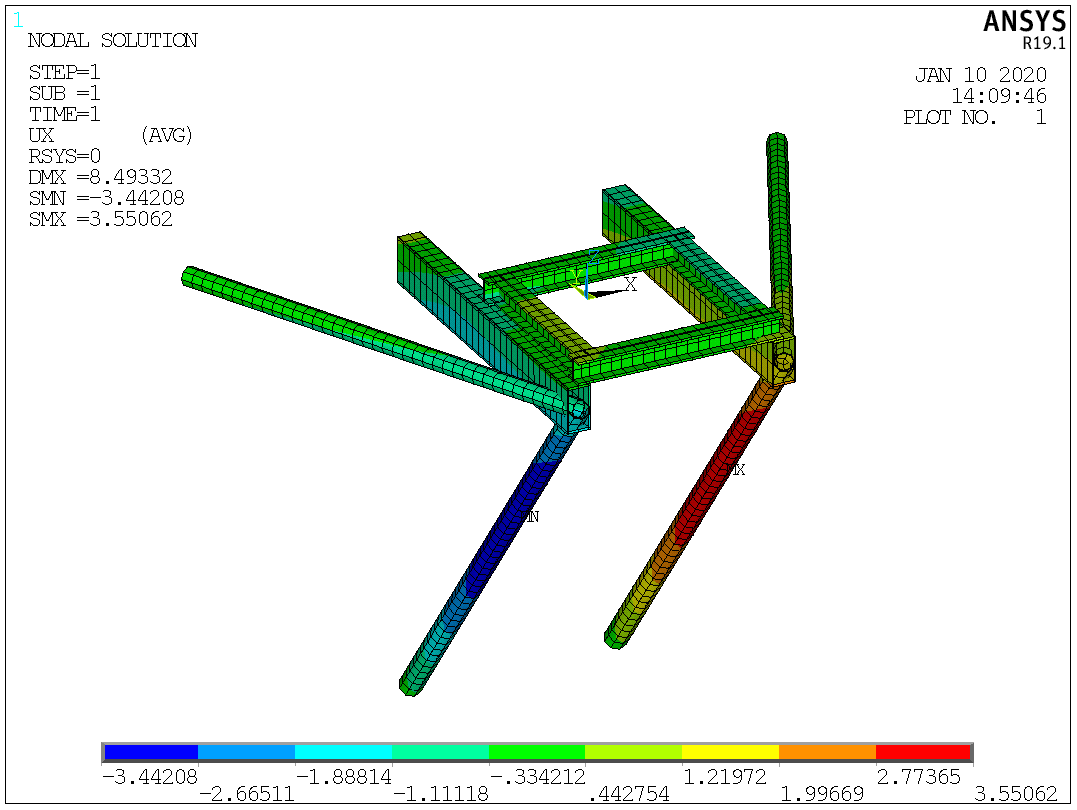 1
NODAL SOLUTION
STEP=1
SUB =1
TIME=1
UX (AVG)
RSYS=0
DMX =8.49332
SMN =-3.44208
SMX =3.55062
ANSYS
R19.1
JAN 10 2020
14:09:46
PLOT NO. 1
X
-3.44208 -1.88814 -.334212 1.21972 2.77365
-2.66511 -1.11118 .442754 1.99669 3.55062